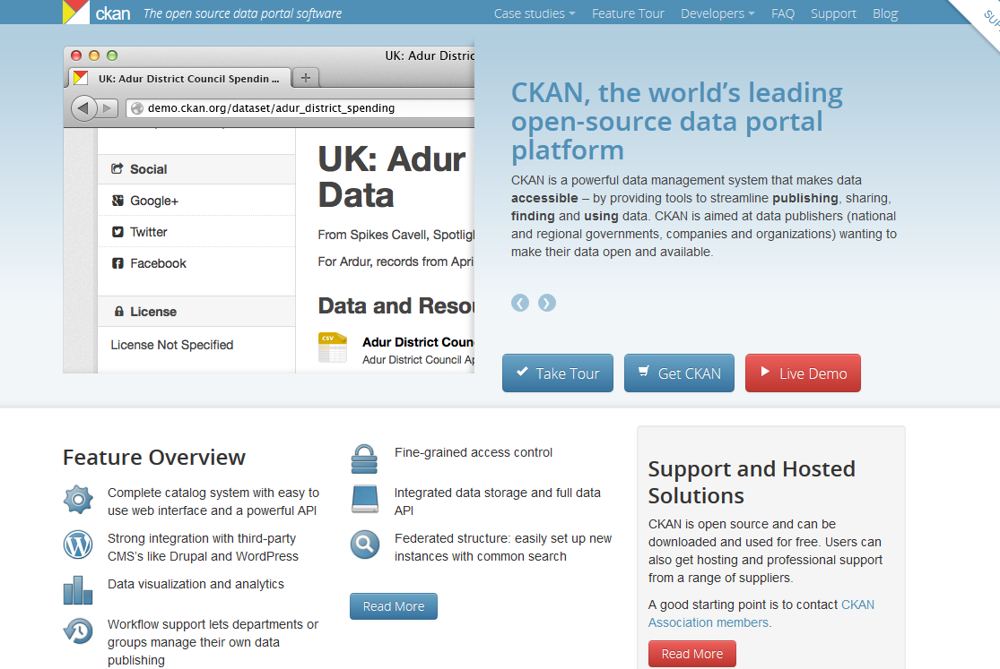 ckan The open source data portal software
Case studies Feature Tour Developers FAQ Support Blog
UK: Adur Distric
UK: Adur District Council Spendin ...
demo.ckan.org/dataset/adur_district_spending
Social
Google+
Twitter
Facebook
License
License Not Specified
UK: Adur
Data
From Spikes Cavell, Spotlig
For Ardur, records from Apri
Data and Resou
CSV
Adur District Coun
Adur District Council Ap
CKAN, the world’s leading
open-source data portal
platform
CKAN is a powerful data management system that makes data
accessible – by providing tools to streamline publishing, sharing,
finding and using data. CKAN is aimed at data publishers (national
and regional governments, companies and organizations) wanting to
make their data open and available.
Take Tour
Get CKAN
Live Demo
Feature Overview
Complete catalog system with easy to
use web interface and a powerful API
Strong integration with third-party
CMS’s like Drupal and WordPress
Data visualization and analytics
Workflow support lets departments or
groups manage their own data
publishing
Fine-grained access control
Integrated data storage and full data
API
Federated structure: easily set up new
instances with common search
Read More
Support and Hosted
Solutions
CKAN is open source and can be
downloaded and used for free. Users can
also get hosting and professional support
from a range of suppliers.
A good starting point is to contact CKAN
Association members.
Read More